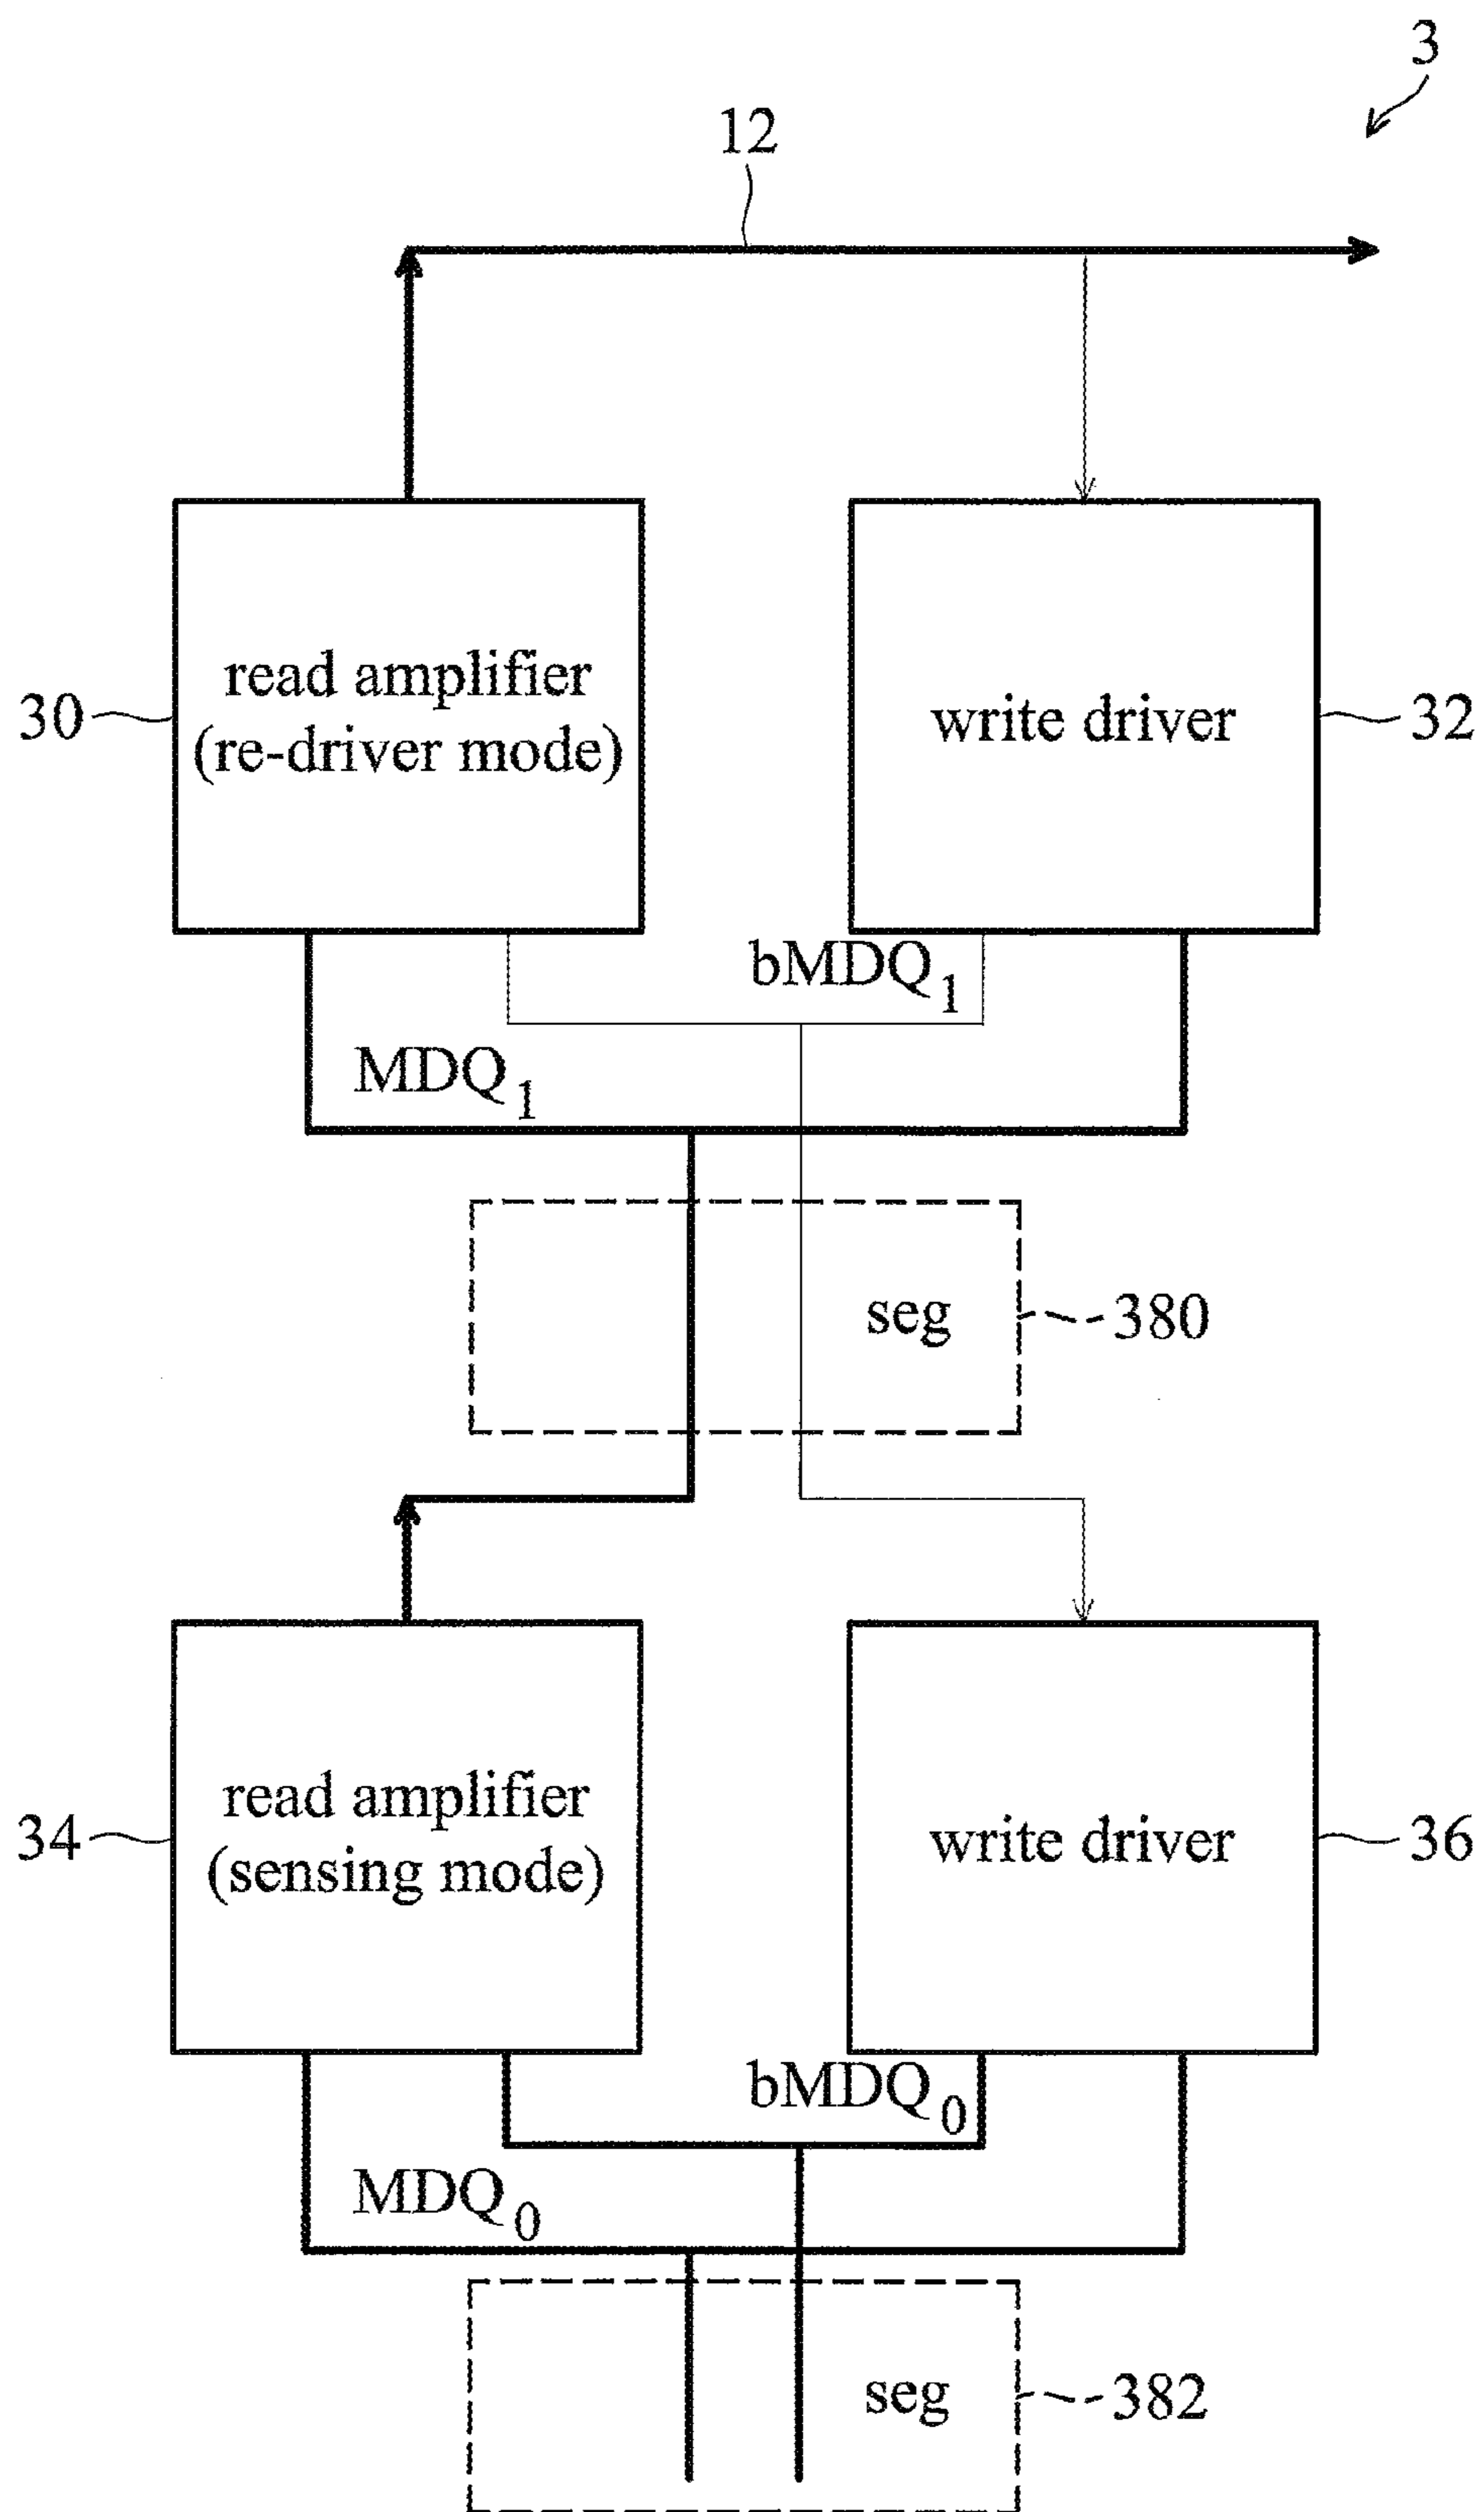 3
12
read amplifier
(re-driver mode)
30
write driver
32
bMDQ1
MDQ1
seg
380
read amplifier
(sensing mode)
34
write driver
36
bMDQ0
MDQ0
seg
382